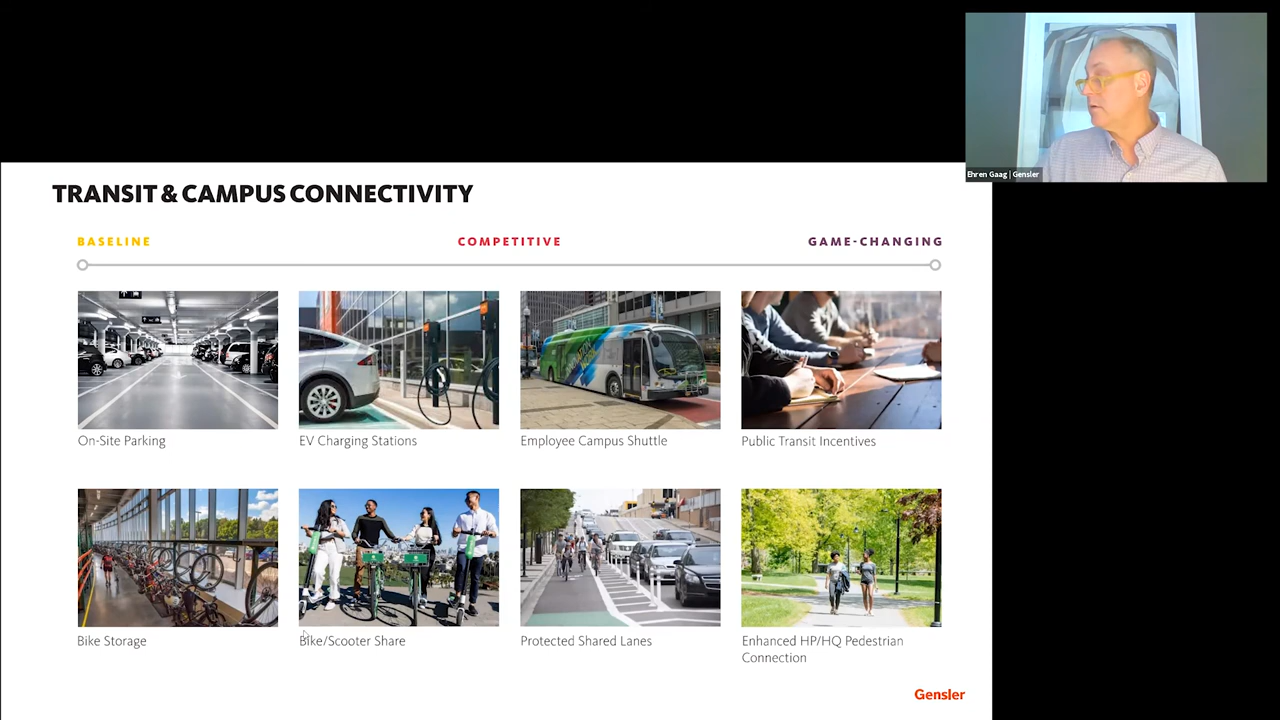 Ehren Gaag | Gensler
TRANSIT & CAMPUS CONNECTIVITY
BASELINE
COMPETITIVE
GAME-CHANGING
On-Site Parking
EV Charging Stations
Employee Campus Shuttle
Public Transit Incentives
Bike Storage
Bike/Scooter Share
Protected Shared Lanes
Enhanced HP/HQ Pedestrian
Connection
Gensler